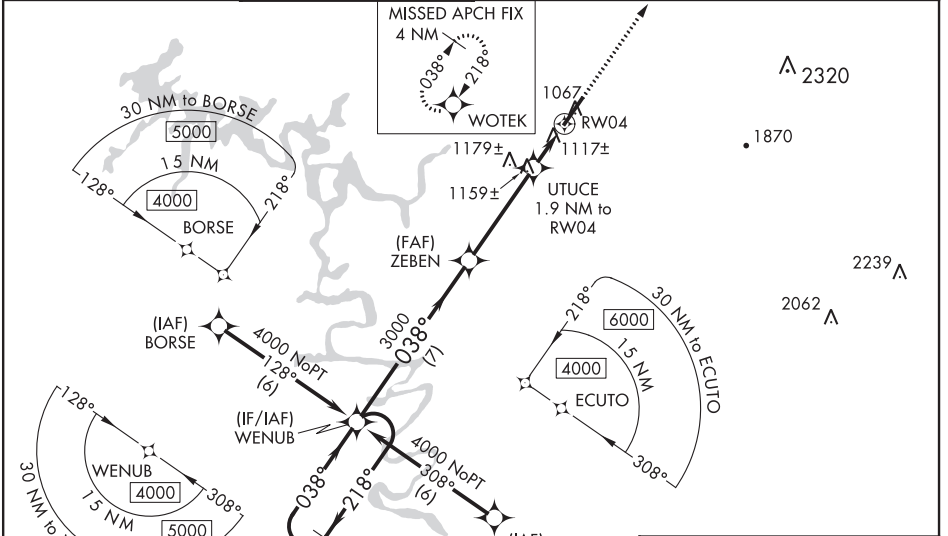 MISSED APCH FIX
4 NM
038°
218°
WOTEK
2320
1870
1067
RW04
1179±
1117±
1159±
UTUCE
1.9 NM to
RW04
30 NM to BORSE
5000
15 NM
128°
218°
4000
BORSE
(FAF)
ZEBEN
2239
2062
(IAF)
BORSE
4000 NoPT
128°
(6)
3000
038°
(7)
218°
30 NM to ECUTO
6000
15 NM
4000
ECUTO
308°
(IF/IAF)
WENUB
4000 NoPT
308°
(6)
038°
218°
128°
WENUB
4000
308°
15 NM
5000
30 NM to